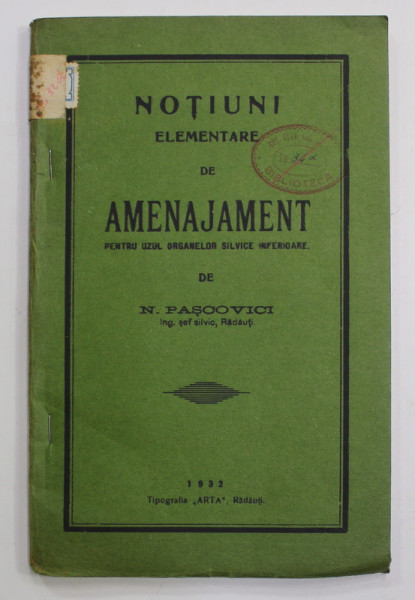 NOȚIUNI
ELEMENTARE
DE
AMENAJAMENT
PENTRU UZUL ORGANELOR SILVICE INFERIOARE.
DE
N. PAȘCOVICI
Ing. șef silvic, Rădăuți.
1932
Tipografia „ARTA“, Rădăuți.
BIBLIOTECA